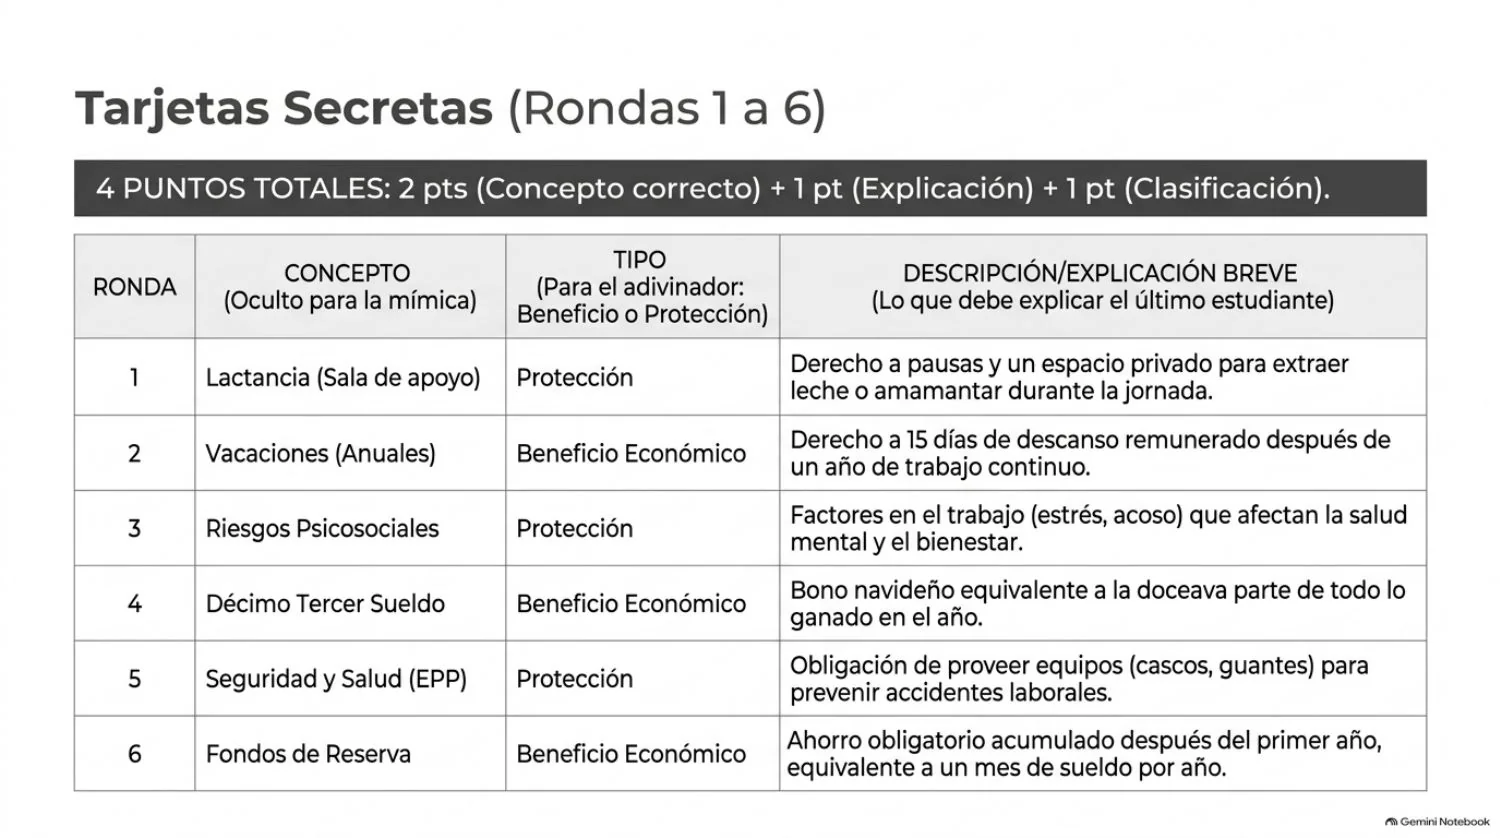 Tarjetas Secretas (Rondas 1 a 6)
4 PUNTOS TOTALES: 2 pts (Concepto correcto) + 1 pt (Explicación) + 1 pt (Clasificación).
RONDA
CONCEPTO
(Oculto para la mímica)
TIPO
(Para el adivinador:
Beneficio o Protección)
DESCRIPCIÓN/EXPLICACIÓN BREVE
(Lo que debe explicar el último estudiante)
1
Lactancia (Sala de apoyo)
Protección
Derecho a pausas y un espacio privado para extraer
leche o amamantar durante la jornada.
2
Vacaciones (Anuales)
Beneficio Económico
Derecho a 15 días de descanso remunerado después de
un año de trabajo continuo.
3
Riesgos Psicosociales
Protección
Factores en el trabajo (estrés, acoso) que afectan la salud
mental y el bienestar.
4
Décimo Tercer Sueldo
Beneficio Económico
Bono navideño equivalente a la doceava parte de todo lo
ganado en el año.
5
Seguridad y Salud (EPP)
Protección
Obligación de proveer equipos (cascos, guantes) para
prevenir accidentes laborales.
6
Fondos de Reserva
Beneficio Económico
Ahorro obligatorio acumulado después del primer año,
equivalente a un mes de sueldo por año.
Gemini Notebook